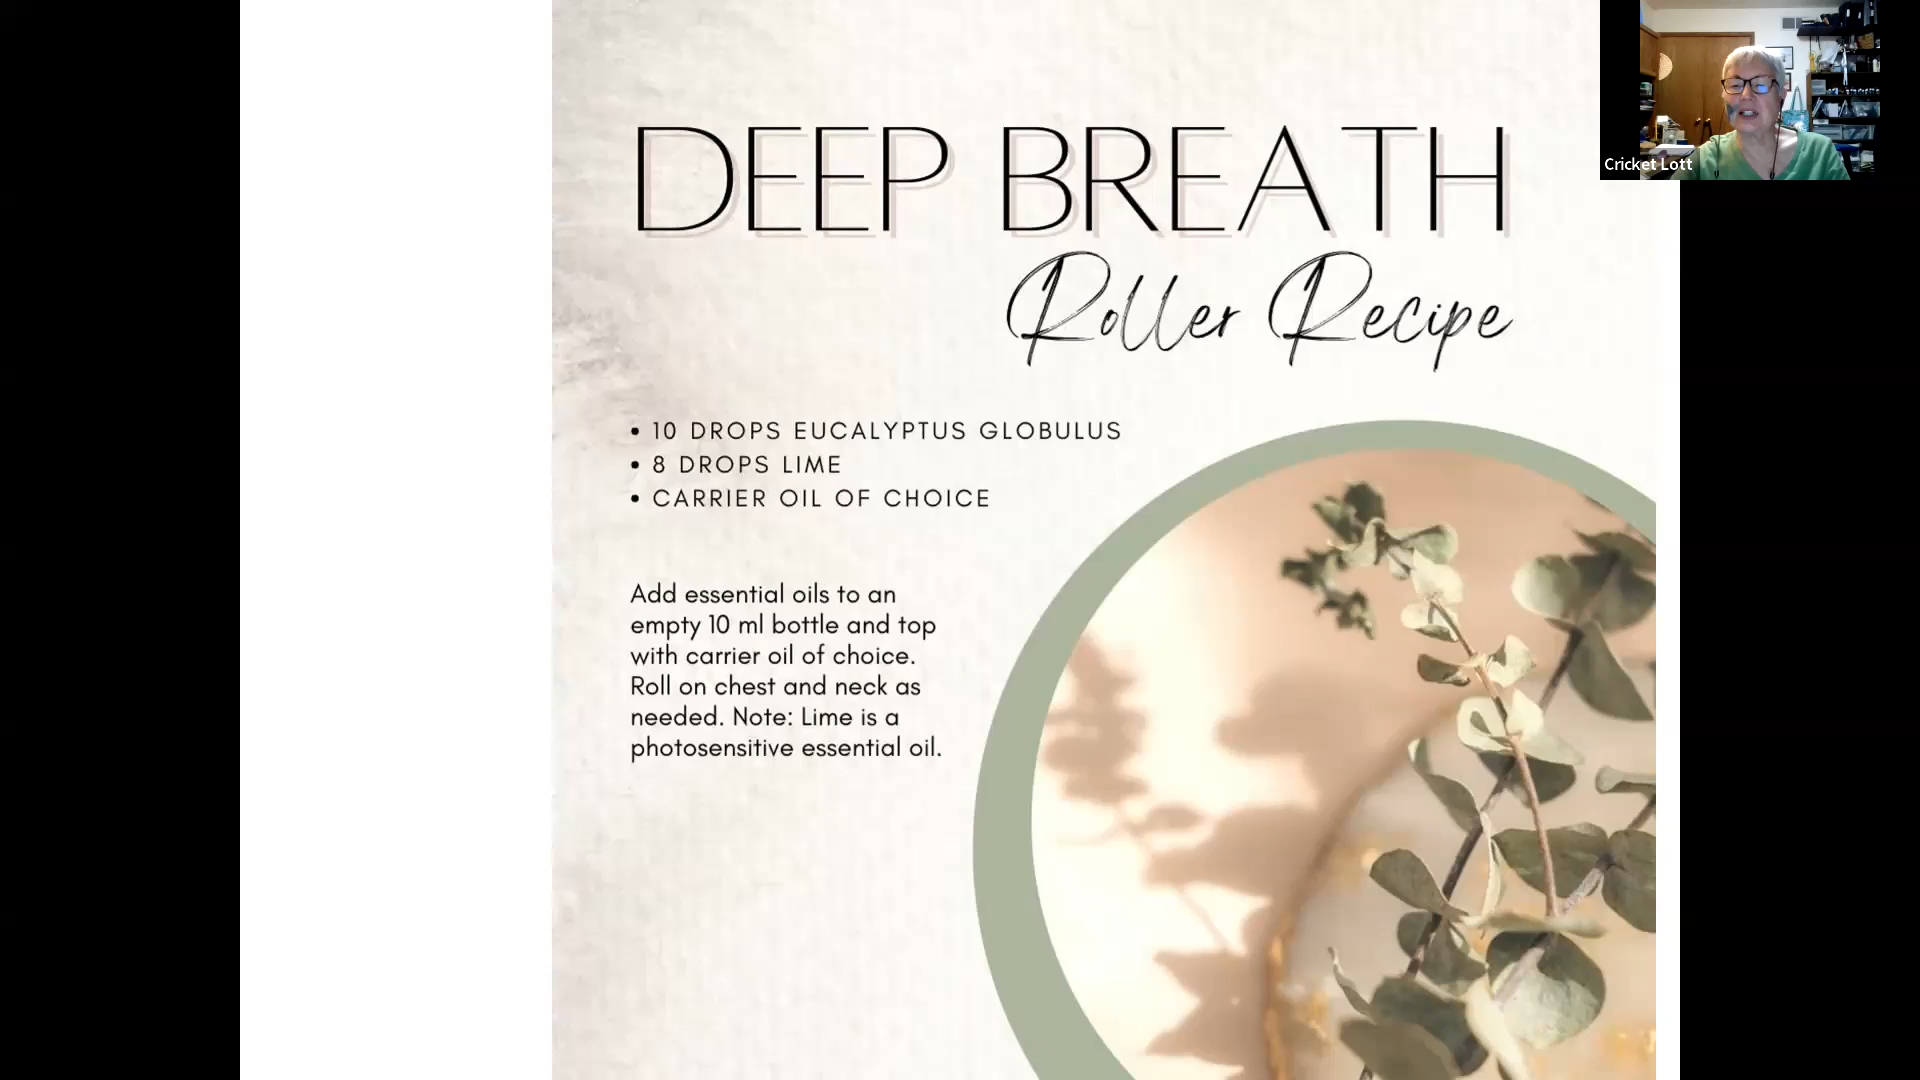 DEEP BREATH
Roller Recipe
• 10 DROPS EUCALYPTUS GLOBULUS
• 8 DROPS LIME
• CARRIER OIL OF CHOICE
Add essential oils to an
empty 10 ml bottle and top
with carrier oil of choice.
Roll on chest and neck as
needed. Note: Lime is a
photosensitive essential oil.
Cricket Lott